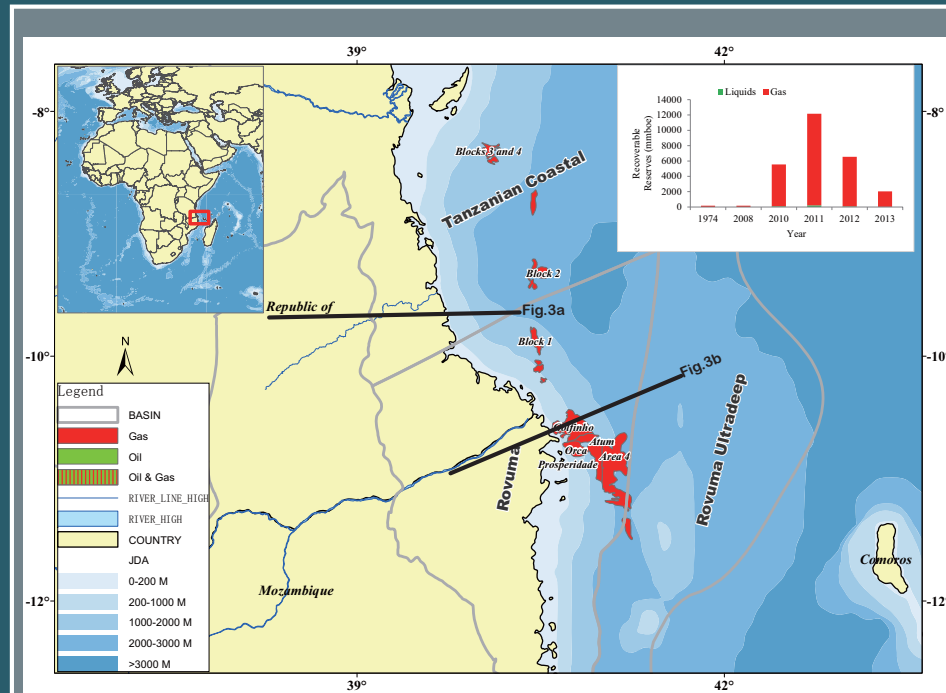 39°
42°
-8°
-8°
Liquids
Gas
14000
12000
10000
8000
6000
4000
2000
0
Recoverable
Reserves (mmboe)
1974
2008
2010
2011
2012
2013
Year
Blocks 3 and 4
Tanzanian Coastal
Block 2
Republic of
Fig.3a
Block 1
-10°
-10°
N
Fig.3b
Golfinho
Atum
Orca
Area 4
Prosperidade
Rovuma
Rovuma Ultradeep
Legend
BASIN
Gas
Oil
Oil & Gas
RIVER_LINE_HIGH
RIVER_HIGH
COUNTRY
JDA
0-200 M
200-1000 M
1000-2000 M
2000-3000 M
>3000 M
Mozambique
Comoros
-12°
-12°
39°
42°